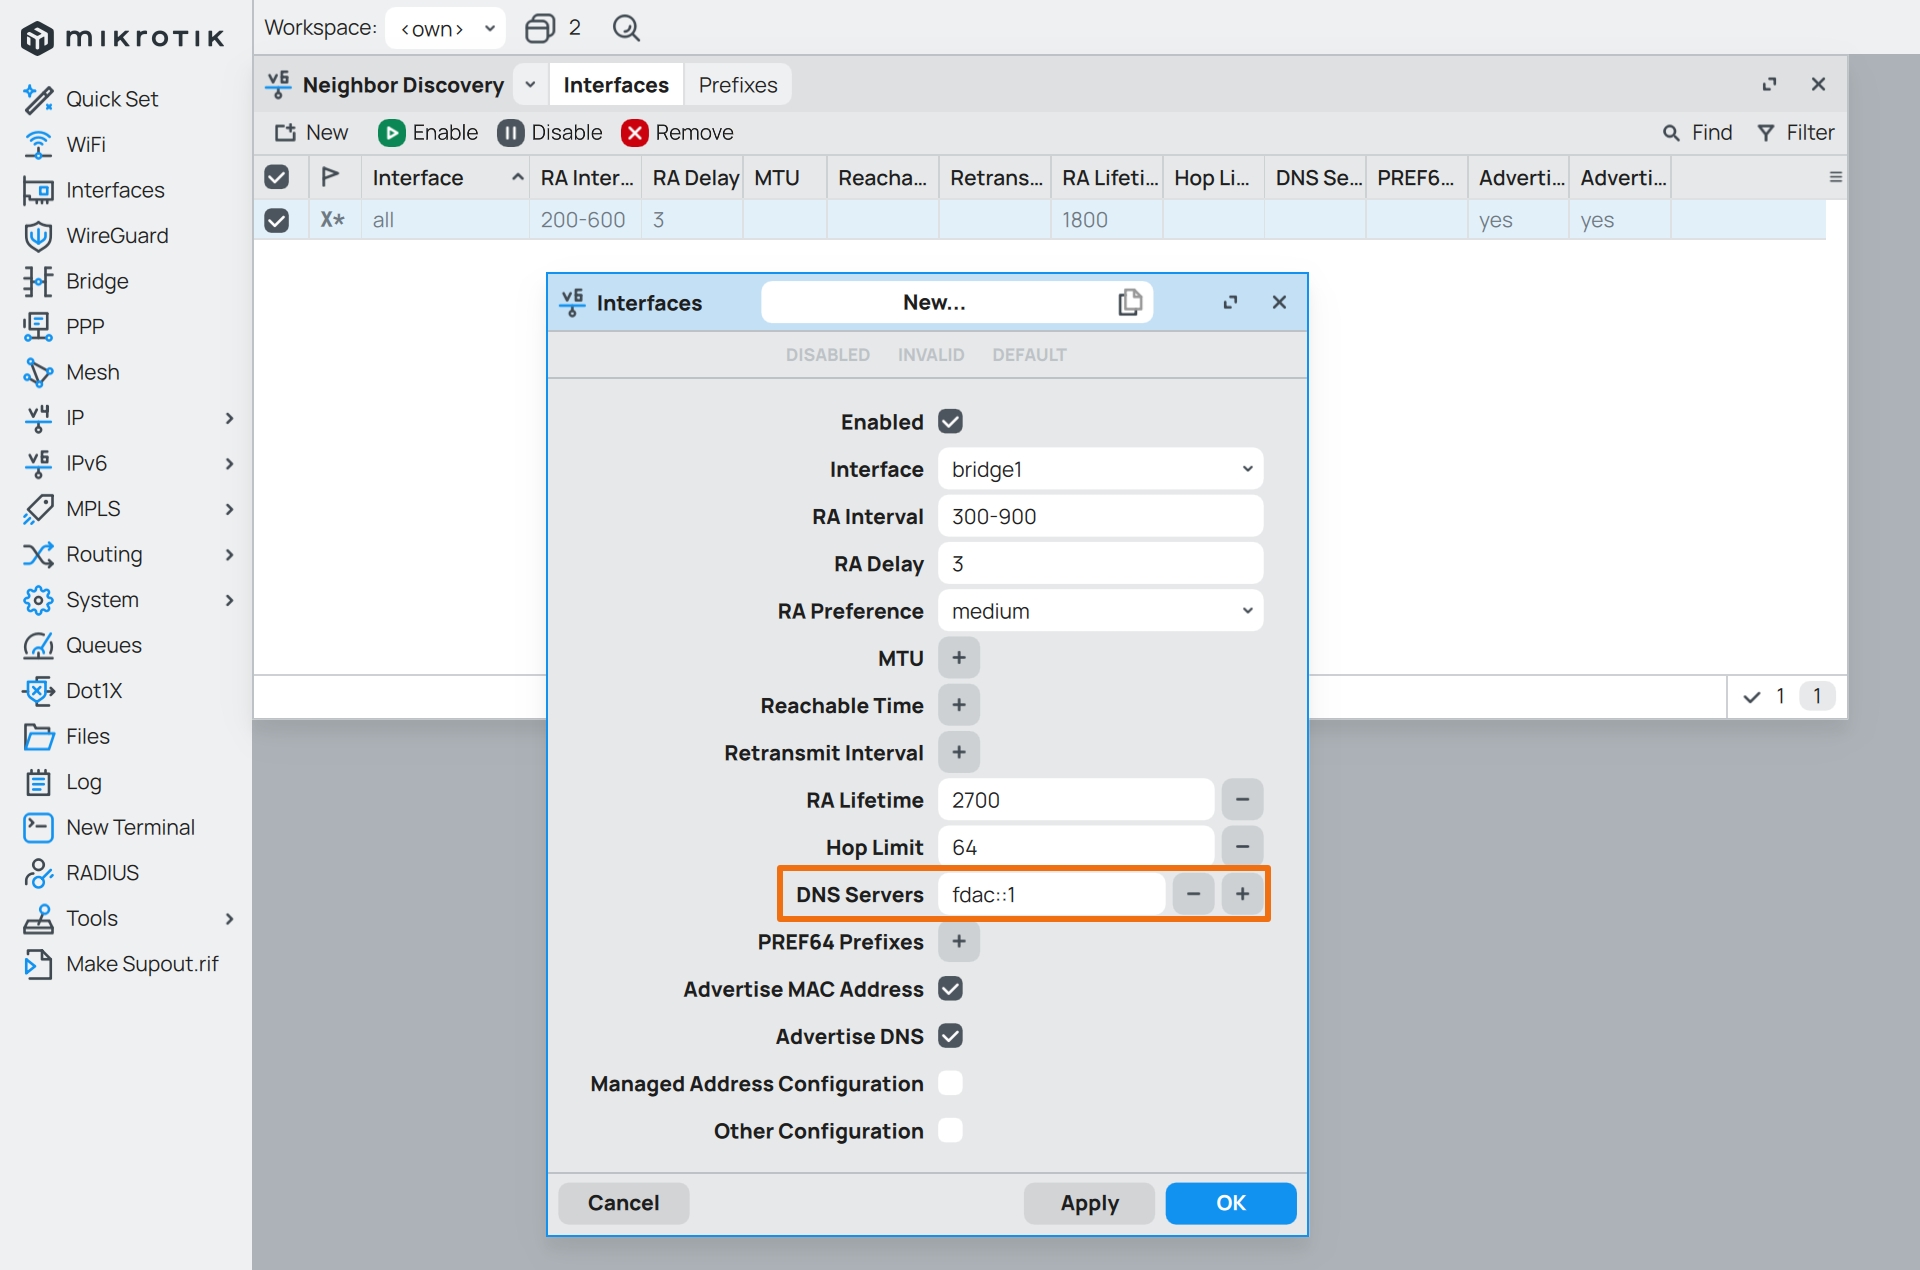 mikrotik
Quick Set
WiFi
Interfaces
WireGuard
Bridge
PPP
Mesh
IP
IPv6
MPLS
Routing
System
Queues
Dot1X
Files
Log
New Terminal
RADIUS
Tools
Make Supout.rif
Workspace: <own> 2
v6 Neighbor Discovery Interfaces Prefixes
New Enable Disable Remove Find Filter
Interface RA Inter... RA Delay MTU Reacha... Retrans... RA Lifeti... Hop Li... DNS Se... PREF6... Adverti... Adverti...
X* all 200-600 3 1800 yes yes
v6 Interfaces New...
DISABLED INVALID DEFAULT
Enabled
Interface bridge1
RA Interval 300-900
RA Delay 3
RA Preference medium
MTU +
Reachable Time +
Retransmit Interval +
RA Lifetime 2700 −
Hop Limit 64 −
DNS Servers fdac::1 − +
PREF64 Prefixes +
Advertise MAC Address
Advertise DNS
Managed Address Configuration
Other Configuration
Cancel Apply OK
1 1